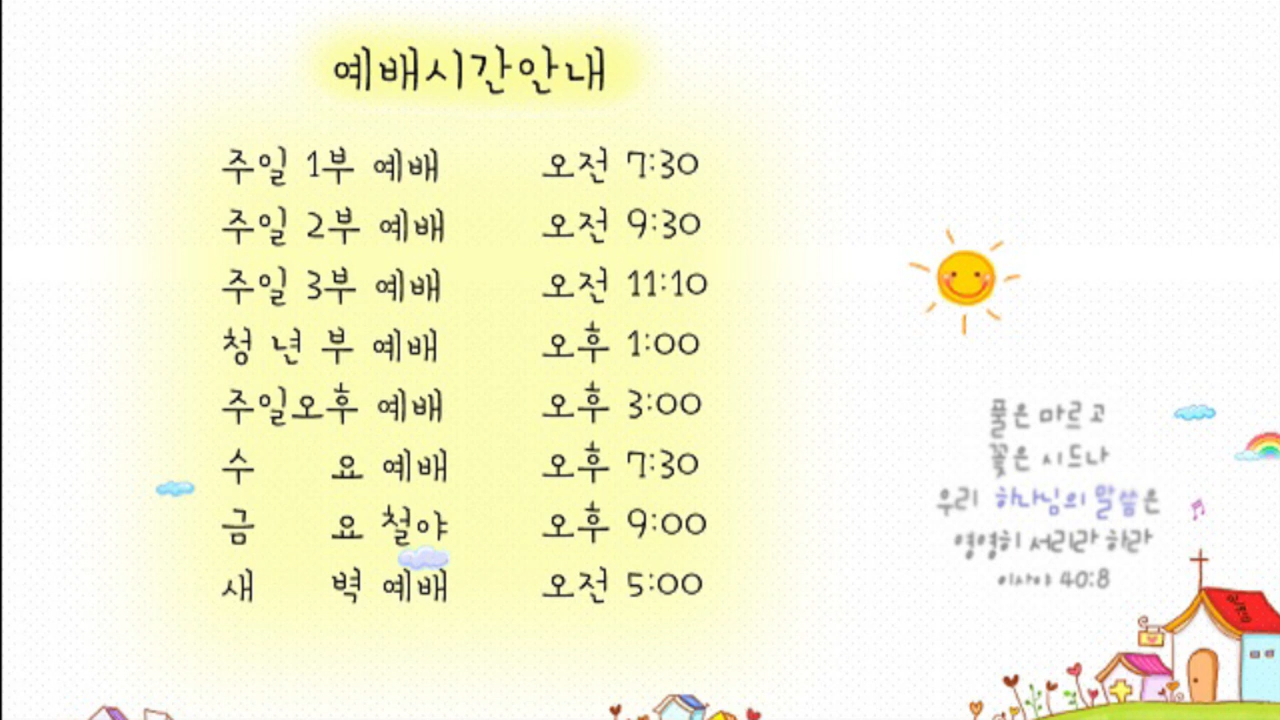 예배시간안내
주일 1부 예배 오전 7:30
주일 2부 예배 오전 9:30
주일 3부 예배 오전 11:10
청 년 부 예배 오후 1:00
주일오후 예배 오후 3:00
수 요 예배 오후 7:30
금 요 철야 오후 9:00
새 벽 예배 오전 5:00
풀은 마르고
꽃은 시드나
우리 하나님의 말씀은
영영히 서리라 하라
이사야 40:8